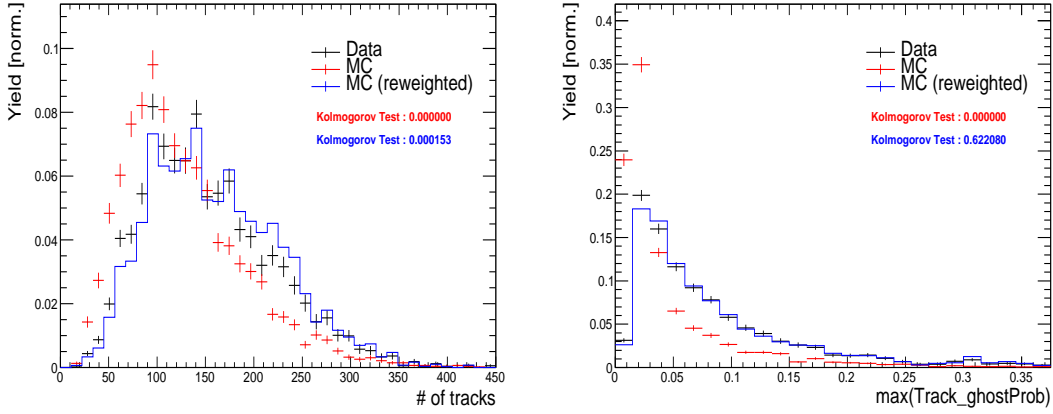 Yield [norm.]
0.1
0.08
0.06
0.04
0.02
0
0 50 100 150 200 250 300 350 400 450
# of tracks
Data
MC
MC (reweighted)
Kolmogorov Test : 0.000000
Kolmogorov Test : 0.000153
Yield [norm.]
0.4
0.35
0.3
0.25
0.2
0.15
0.1
0.05
0
0 0.05 0.1 0.15 0.2 0.25 0.3 0.35
max(Track_ghostProb)
Data
MC
MC (reweighted)
Kolmogorov Test : 0.000000
Kolmogorov Test : 0.622080